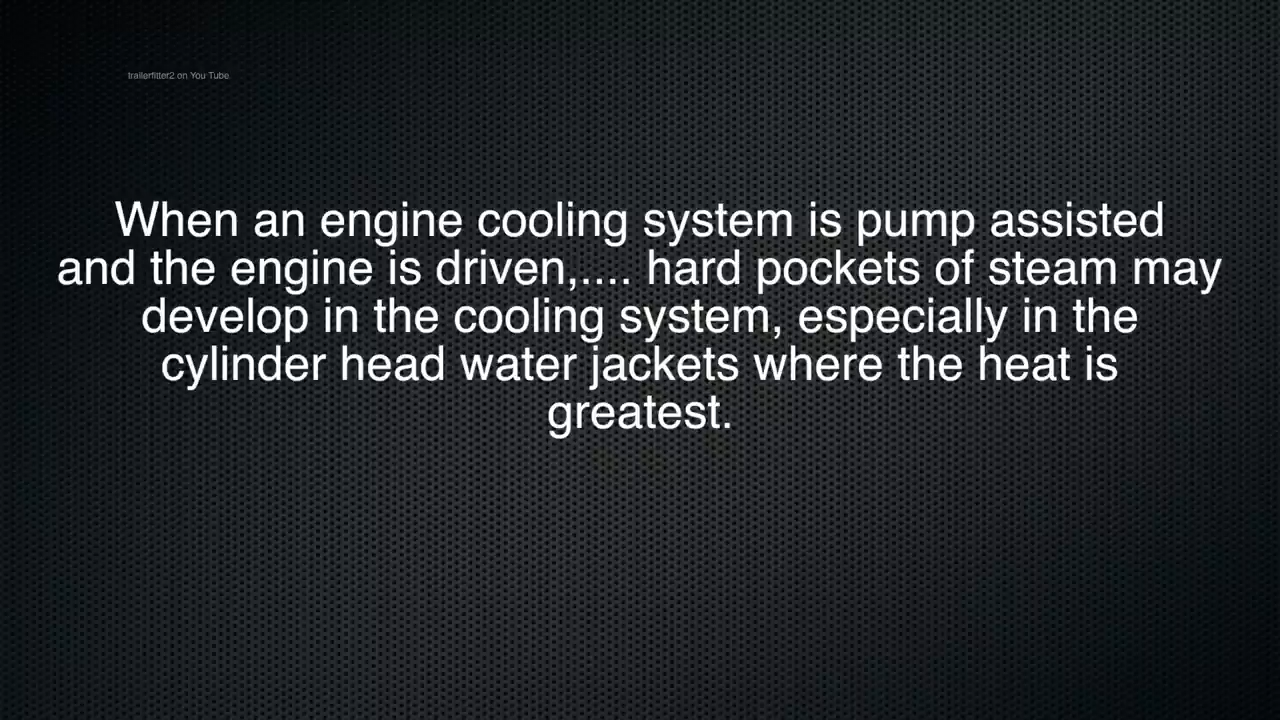 trailerfitter2 on You Tube
When an engine cooling system is pump assisted
and the engine is driven,.... hard pockets of steam may
develop in the cooling system, especially in the
cylinder head water jackets where the heat is
greatest.